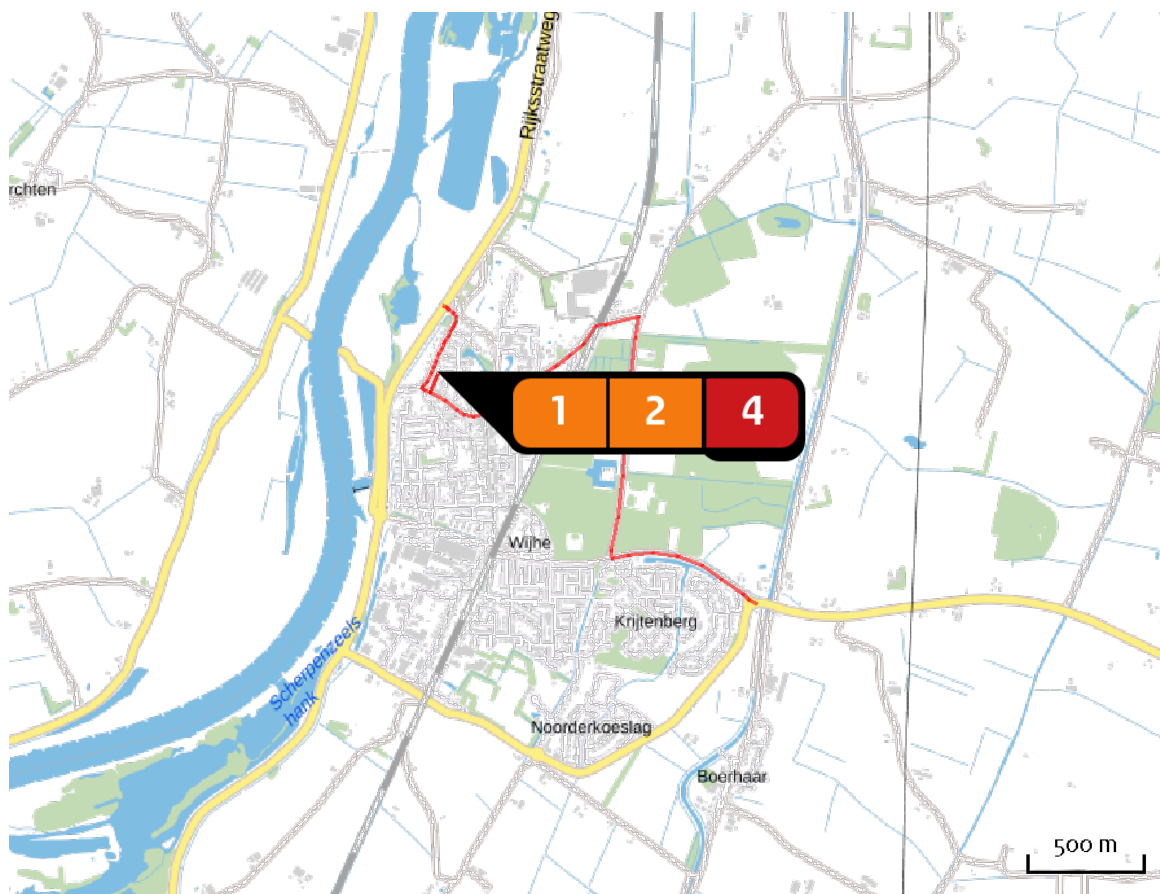 Rijksstraatweg
rchten
1 2 4
Wijhe
Krijtenberg
Scherpenzeels
hank
Noorderkoeslag
Boerhaar
500 m